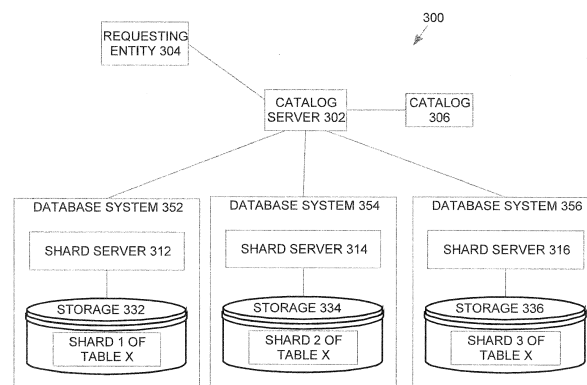 300
REQUESTING
ENTITY 304
CATALOG
SERVER 302
CATALOG
306
DATABASE SYSTEM 352
SHARD SERVER 312
STORAGE 332
SHARD 1 OF
TABLE X
DATABASE SYSTEM 354
SHARD SERVER 314
STORAGE 334
SHARD 2 OF
TABLE X
DATABASE SYSTEM 356
SHARD SERVER 316
STORAGE 336
SHARD 3 OF
TABLE X